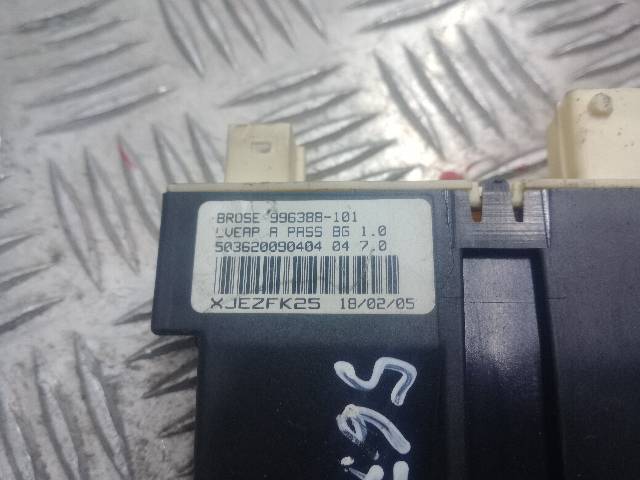 BROSE 996388-101
LVEAP A PASS BG 1.0
503620090404 04 7.0
XJEZFK25 18/02/05